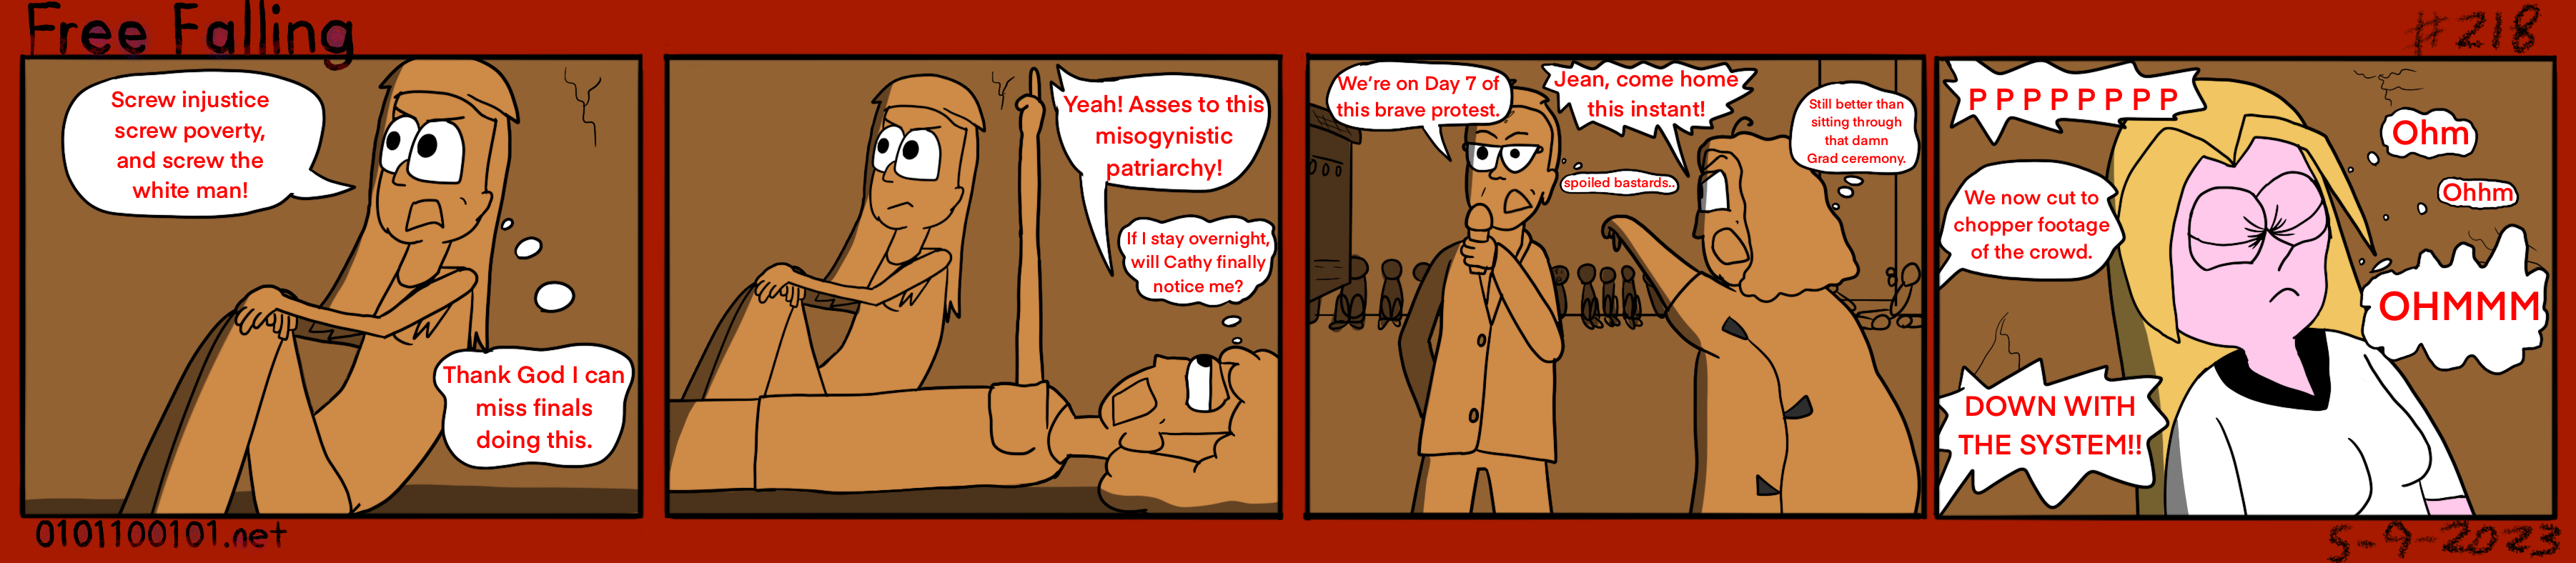 Free Falling
#218
Screw injustice
screw poverty,
and screw the
white man!
Thank God I can
miss finals
doing this.
Yeah! Asses to this
misogynistic
patriarchy!
If I stay overnight,
will Cathy finally
notice me?
We're on Day 7 of
this brave protest.
spoiled bastards..
Jean, come home
this instant!
Still better than
sitting through
that damn
Grad ceremony.
P P P P P P P P
We now cut to
chopper footage
of the crowd.
Ohm
Ohhm
OHMMM
DOWN WITH
THE SYSTEM!!
0101100101.net
5-9-2023